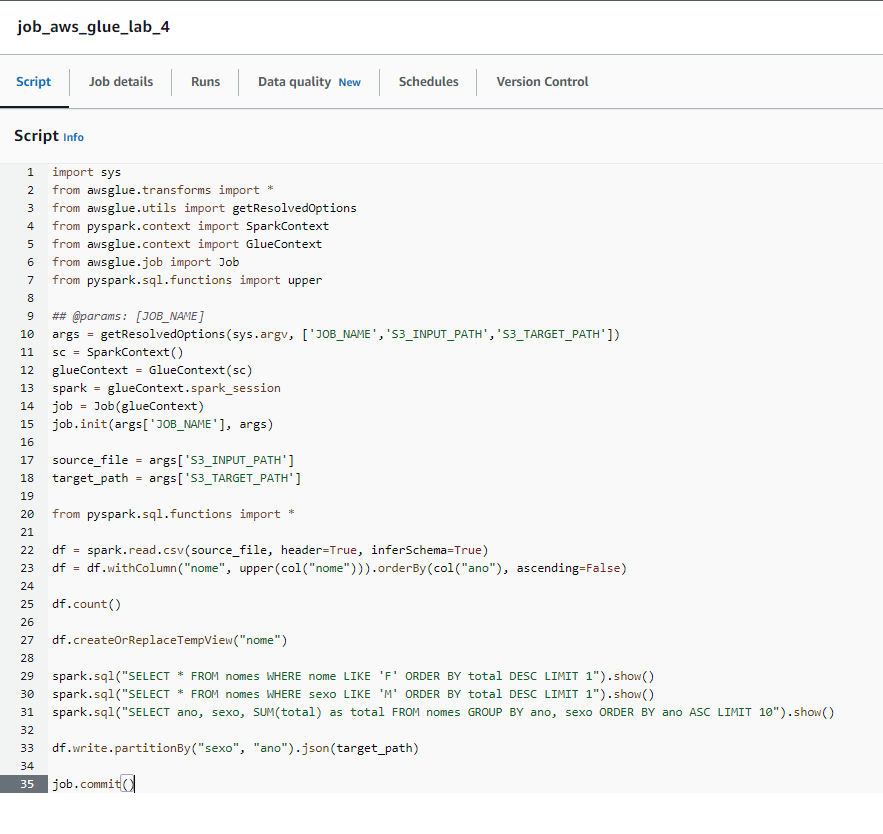 job_aws_glue_lab_4
Script Job details Runs Data quality New Schedules Version Control
Script Info
1 import sys
2 from awsglue.transforms import *
3 from awsglue.utils import getResolvedOptions
4 from pyspark.context import SparkContext
5 from awsglue.context import GlueContext
6 from awsglue.job import Job
7 from pyspark.sql.functions import upper
8
9 ## @params: [JOB_NAME]
10 args = getResolvedOptions(sys.argv, ['JOB_NAME','S3_INPUT_PATH','S3_TARGET_PATH'])
11 sc = SparkContext()
12 glueContext = GlueContext(sc)
13 spark = glueContext.spark_session
14 job = Job(glueContext)
15 job.init(args['JOB_NAME'], args)
16
17 source_file = args['S3_INPUT_PATH']
18 target_path = args['S3_TARGET_PATH']
19
20 from pyspark.sql.functions import *
21
22 df = spark.read.csv(source_file, header=True, inferSchema=True)
23 df = df.withColumn("nome", upper(col("nome"))).orderBy(col("ano"), ascending=False)
24
25 df.count()
26
27 df.createOrReplaceTempView("nome")
28
29 spark.sql("SELECT * FROM nomes WHERE nome LIKE 'F' ORDER BY total DESC LIMIT 1").show()
30 spark.sql("SELECT * FROM nomes WHERE sexo LIKE 'M' ORDER BY total DESC LIMIT 1").show()
31 spark.sql("SELECT ano, sexo, SUM(total) as total FROM nomes GROUP BY ano, sexo ORDER BY ano ASC LIMIT 10").show()
32
33 df.write.partitionBy("sexo", "ano").json(target_path)
34
35 job.commit()